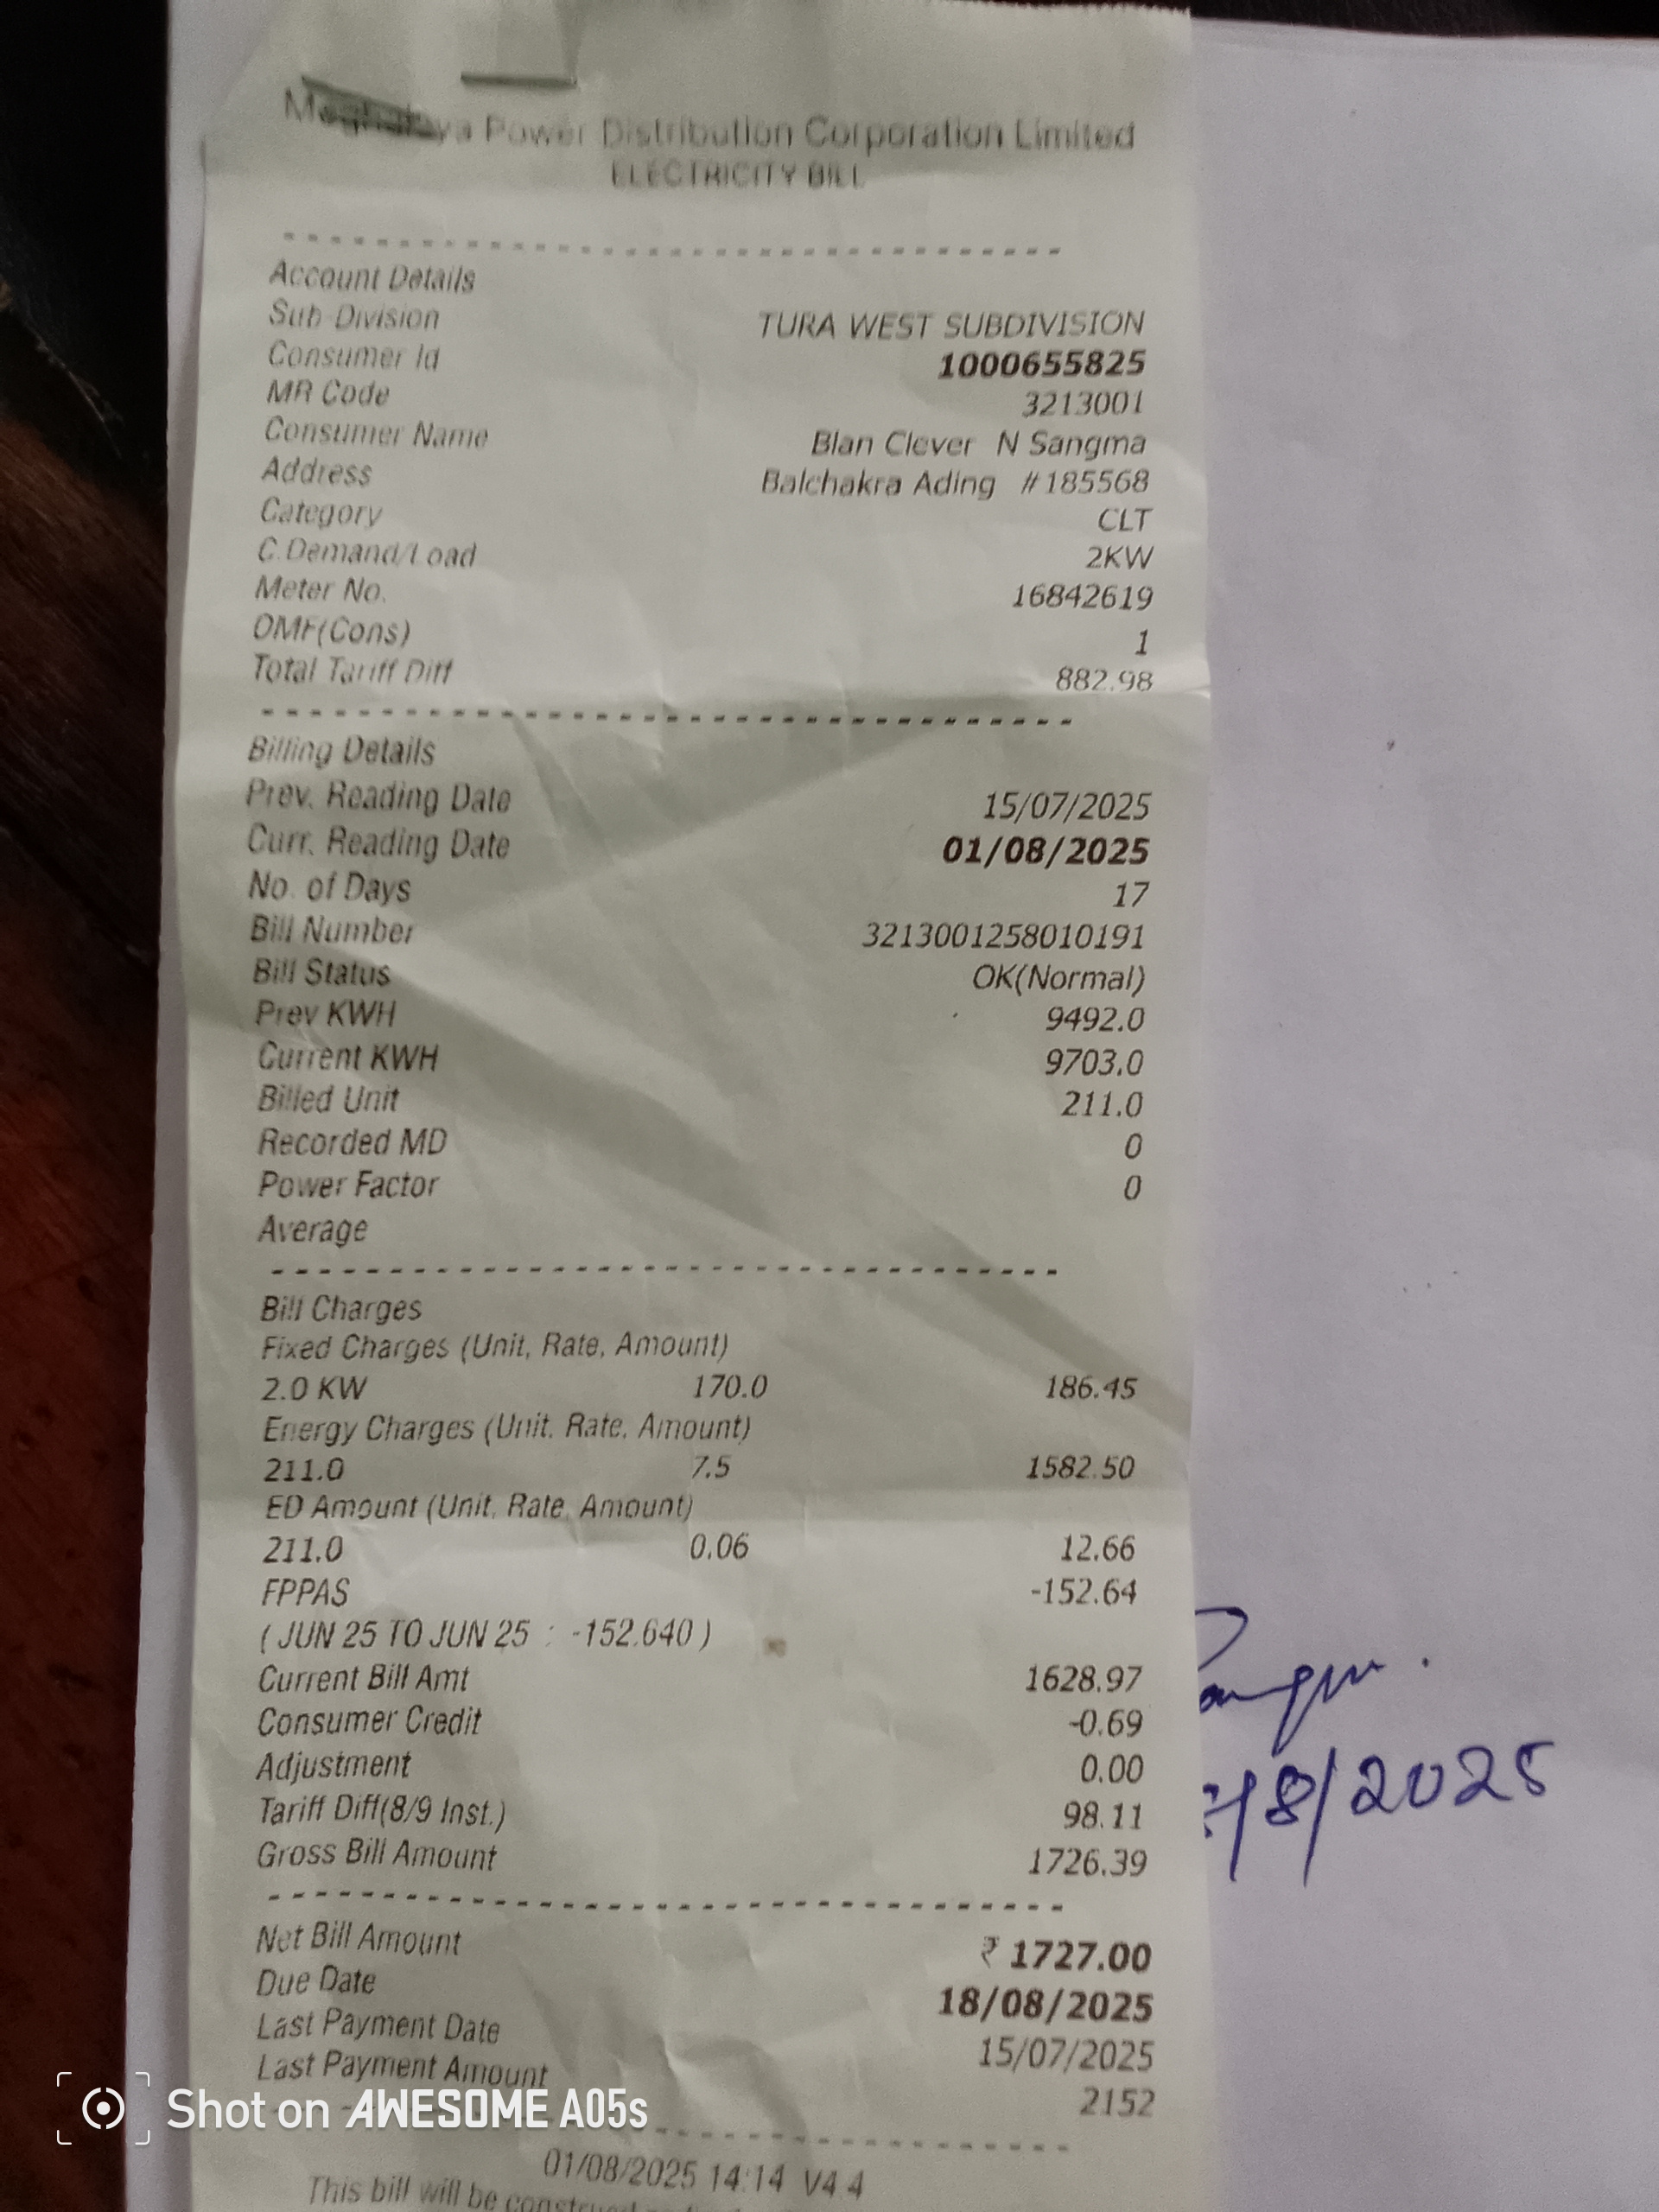 Meghalaya Power Distribution Corporation Limited
ELECTRICITY BILL
Account Details
Sub Division TURA WEST SUBDIVISION
Consumer Id 1000655825
MR Code 3213001
Consumer Name Blan Clever N Sangma
Address Balchakra Ading #185568
Category CLT
C.Demand/Load 2KW
Meter No. 16842619
OMF(Cons) 1
Total Tariff Diff 882.98
Billing Details
Prev. Reading Date 15/07/2025
Curr. Reading Date 01/08/2025
No. of Days 17
Bill Number 3213001258010191
Bill Status OK(Normal)
Prev KWH 9492.0
Current KWH 9703.0
Billed Unit 211.0
Recorded MD 0
Power Factor 0
Average
Bill Charges
Fixed Charges (Unit, Rate, Amount)
2.0 KW 170.0 186.45
Energy Charges (Unit, Rate, Amount)
211.0 7.5 1582.50
ED Amount (Unit, Rate, Amount)
211.0 0.06 12.66
FPPAS -152.64
( JUN 25 TO JUN 25 : -152.640 )
Current Bill Amt 1628.97
Consumer Credit -0.69
Adjustment 0.00
Tariff Diff(8/9 Inst.) 98.11
Gross Bill Amount 1726.39
/8/2025
Net Bill Amount ₹ 1727.00
Due Date 18/08/2025
Last Payment Date 15/07/2025
Last Payment Amount 2152
01/08/2025 14:14 V4.4
This bill will be
Shot on AWESOME A05s